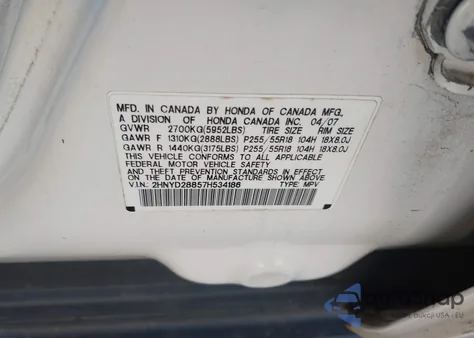 MFD. IN CANADA BY HONDA OF CANADA MFG.,
A DIVISION OF HONDA CANADA INC. 04/07
GVWR 2700KG(5952LBS) TIRE SIZE RIM SIZE
GAWR F 1310KG(2888LBS) P255/55R18 104H 18X8.0J
GAWR R 1440KG(3175LBS) P255/55R18 104H 18X8.0J
THIS VEHICLE CONFORMS TO ALL APPLICABLE
FEDERAL MOTOR VEHICLE SAFETY
AND THEFT PREVENTION STANDARDS IN EFFECT
ON THE DATE OF MANUFACTURE SHOWN ABOVE.
V.I.N.: 2HNYD28857H534186 TYPE: MPV